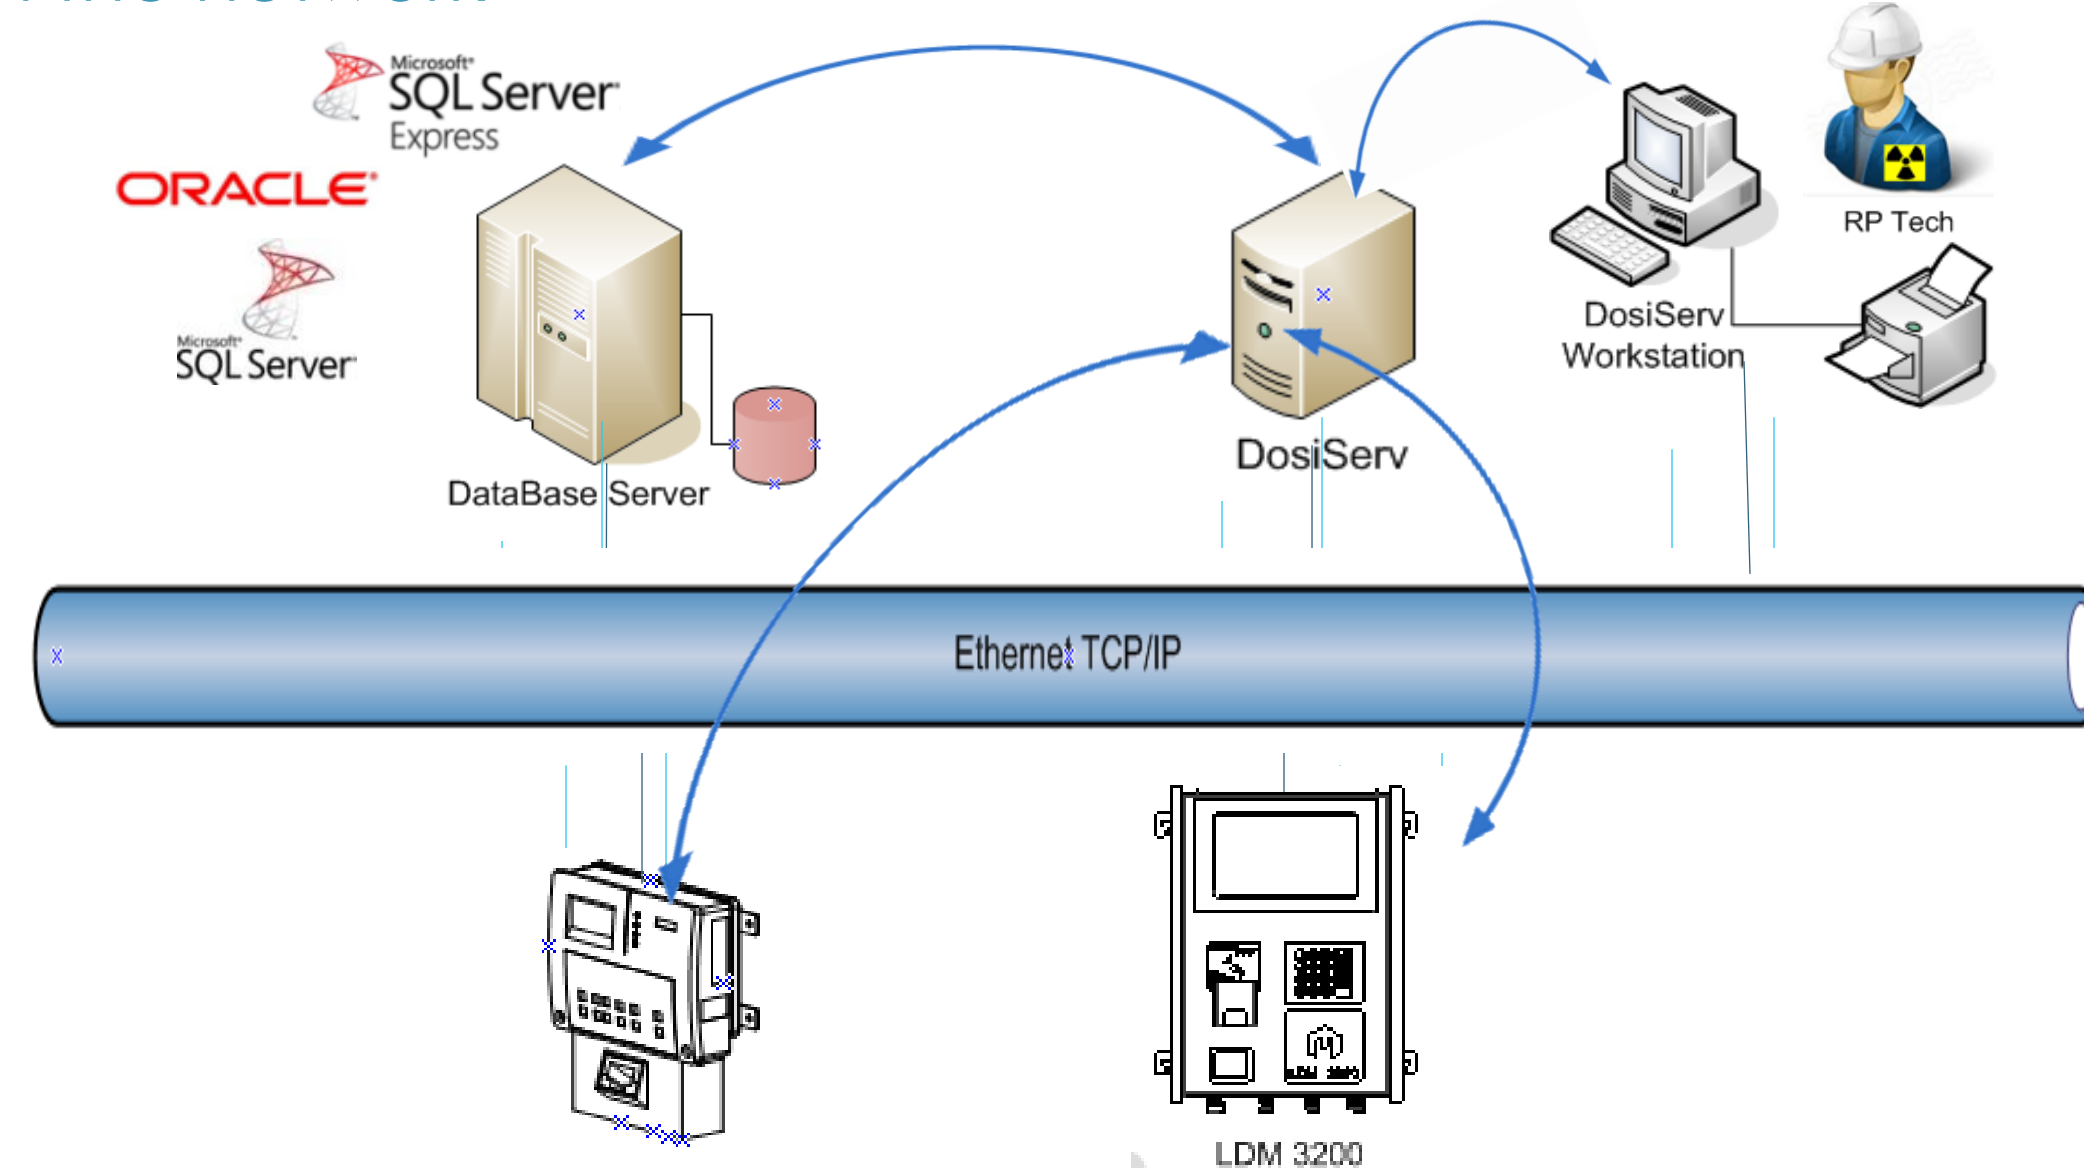 Microsoft®
SQL Server®
Express
ORACLE®
Microsoft®
SQL Server®
RP Tech
DosiServ
Workstation
DosiServ
DataBase Server
Ethernet TCP/IP
LDM 3200